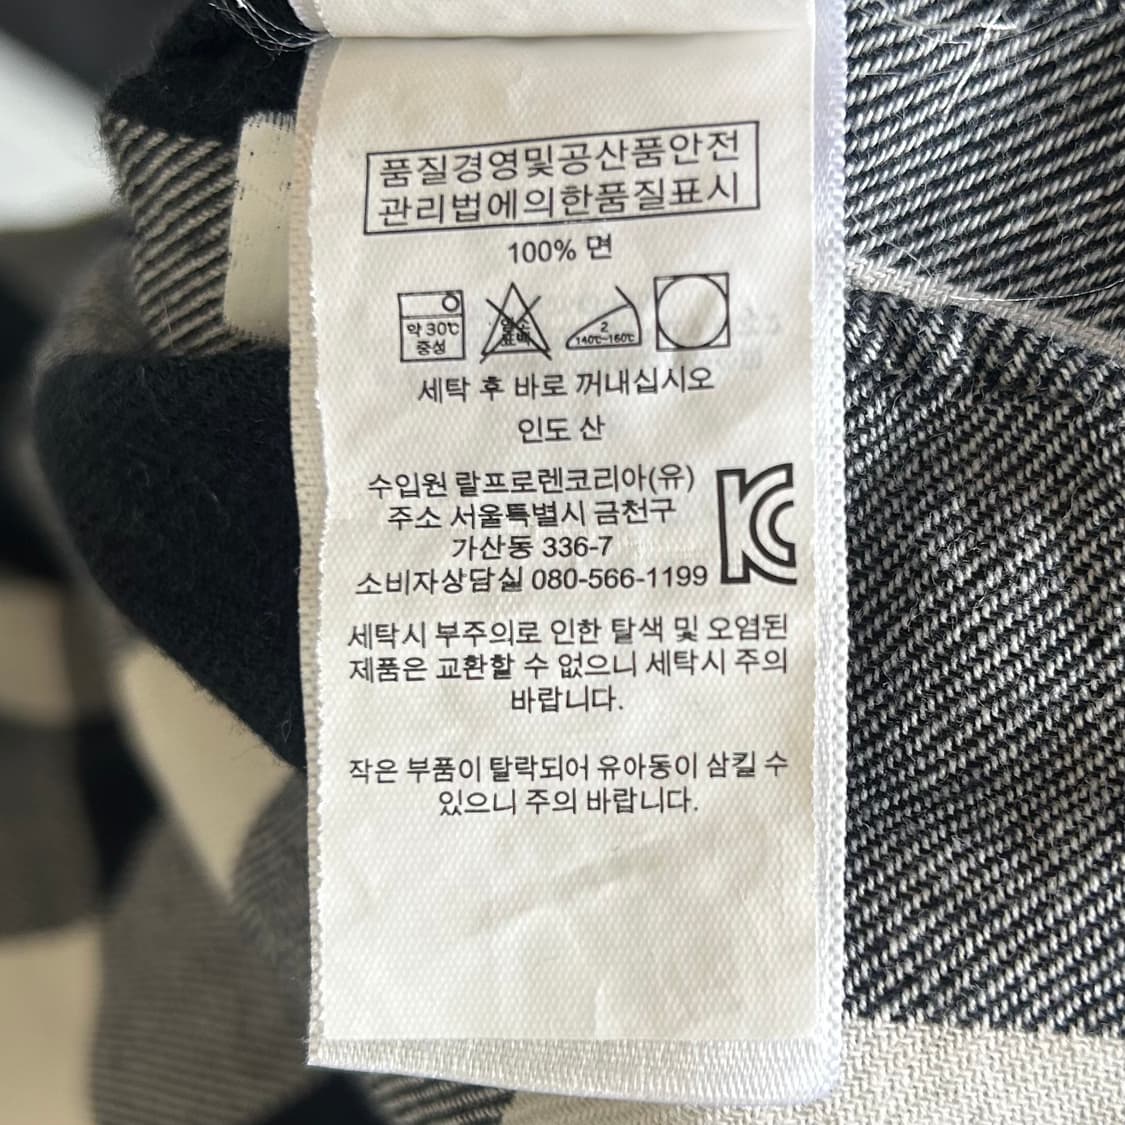 품질경영및공산품안전
관리법에의한품질표시
100% 면
약 30℃
중성
염소
표백
2
140℃~160℃
세탁 후 바로 꺼내십시오
인도 산
수입원 랄프로렌코리아(유)
주소 서울특별시 금천구
가산동 336-7
소비자상담실 080-566-1199
세탁시 부주의로 인한 탈색 및 오염된
제품은 교환할 수 없으니 세탁시 주의
바랍니다.
작은 부품이 탈락되어 유아동이 삼킬 수
있으니 주의 바랍니다.